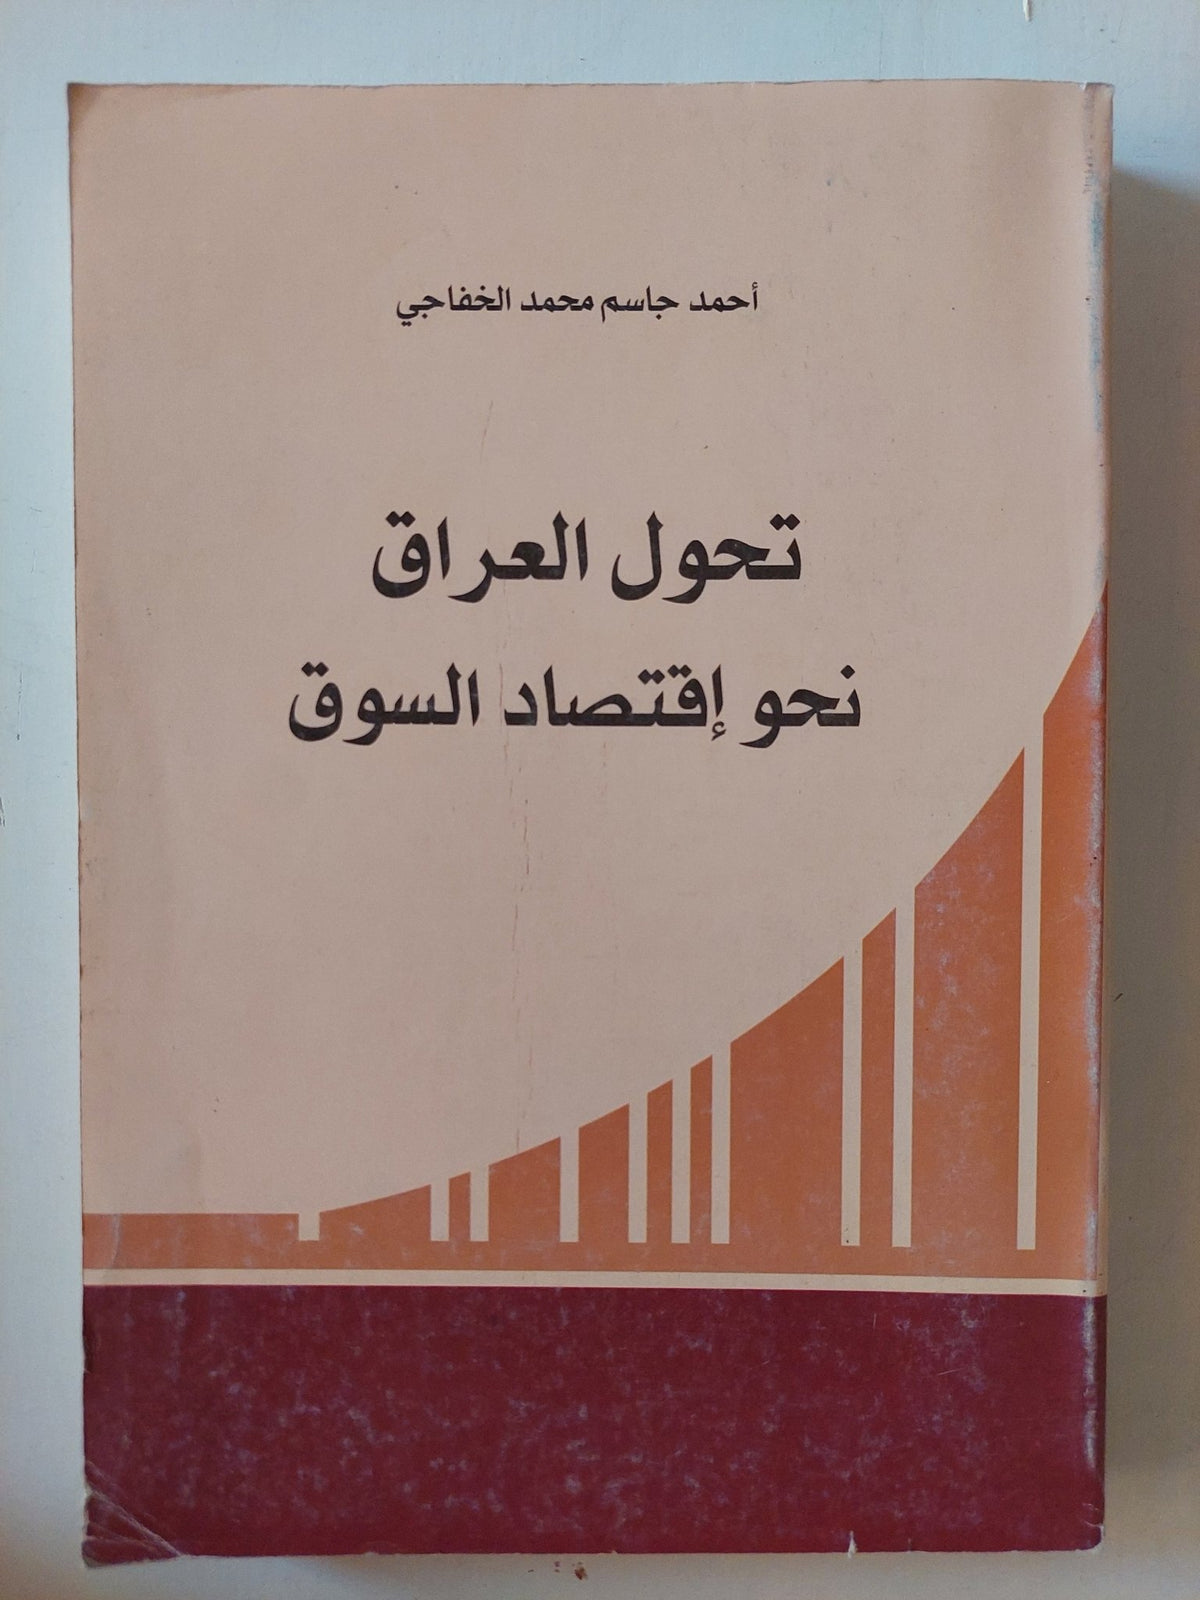 أحمد جاسم محمد الخفاجي
تحول العراق
نحو إقتصاد السوق